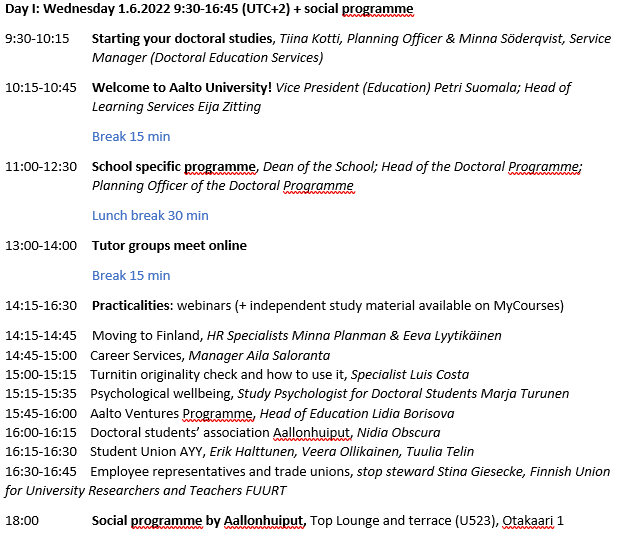 Day I: Wednesday 1.6.2022 9:30-16:45 (UTC+2) + social programme
9:30-10:15 Starting your doctoral studies, Tiina Kotti, Planning Officer & Minna Söderqvist, Service
Manager (Doctoral Education Services)
10:15-10:45 Welcome to Aalto University! Vice President (Education) Petri Suomala; Head of
Learning Services Eija Zitting
Break 15 min
11:00-12:30 School specific programme, Dean of the School; Head of the Doctoral Programme;
Planning Officer of the Doctoral Programme
Lunch break 30 min
13:00-14:00 Tutor groups meet online
Break 15 min
14:15-16:30 Practicalities: webinars (+ independent study material available on MyCourses)
14:15-14:45 Moving to Finland, HR Specialists Minna Planman & Eeva Lyytikäinen
14:45-15:00 Career Services, Manager Aila Saloranta
15:00-15:15 Turnitin originality check and how to use it, Specialist Luis Costa
15:15-15:35 Psychological wellbeing, Study Psychologist for Doctoral Students Marja Turunen
15:45-16:00 Aalto Ventures Programme, Head of Education Lidia Borisova
16:00-16:15 Doctoral students’ association Aallonhuiput, Nidia Obscura
16:15-16:30 Student Union AYY, Erik Halttunen, Veera Ollikainen, Tuulia Telin
16:30-16:45 Employee representatives and trade unions, stop steward Stina Giesecke, Finnish Union
for University Researchers and Teachers FUURT
18:00 Social programme by Aallonhuiput, Top Lounge and terrace (U523), Otakaari 1